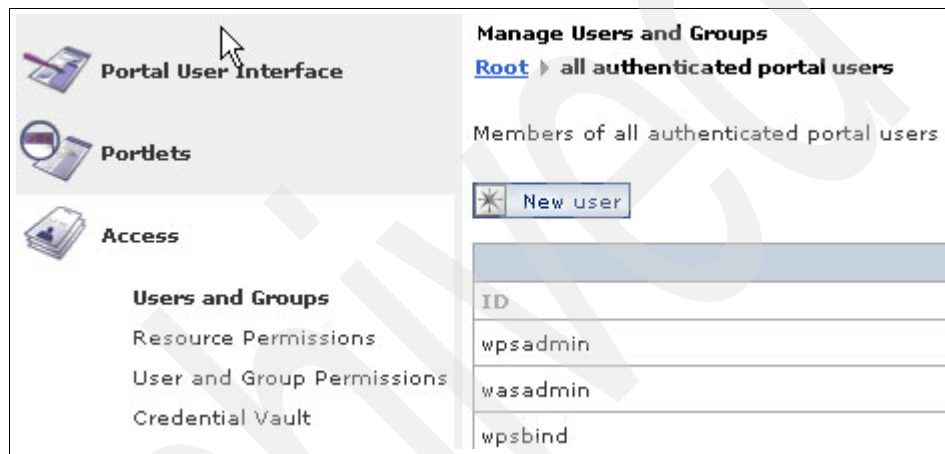 Portal User Interface
Portlets
Access
Users and Groups
Resource Permissions
User and Group Permissions
Credential Vault
Manage Users and Groups
Root all authenticated portal users
Members of all authenticated portal users
New user
ID
wpsadmin
wasadmin
wpsbind